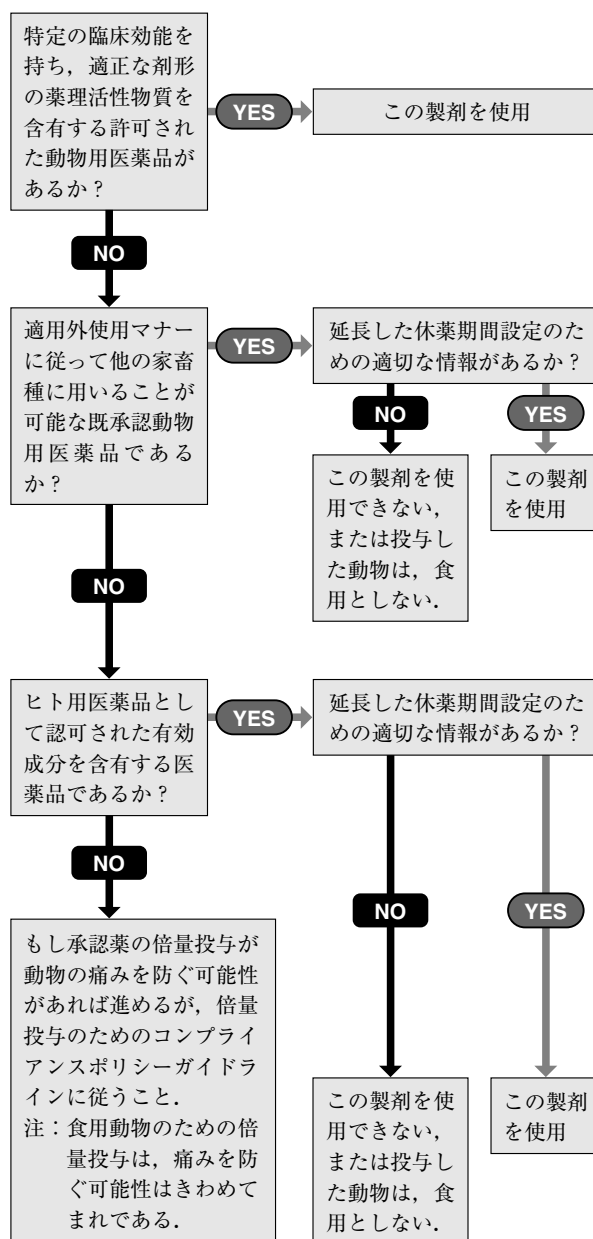 特定の臨床効能を
持ち，適正な剤形
の薬理活性物質を
含有する許可され
た動物用医薬品が
あるか？
YES
この製剤を使用
NO
適用外使用マナー
に従って他の家畜
種に用いることが
可能な既承認動物
用医薬品である
か？
YES
延長した休薬期間設定のた
めの適切な情報があるか？
NO
YES
この製剤を使
用できない，
または投与し
た動物は，食
用としない．
この製剤
を使用
NO
ヒト用医薬品とし
て認可された有効
成分を含有する医
薬品であるか？
YES
延長した休薬期間設定のた
めの適切な情報があるか？
NO
NO
YES
もし承認薬の倍量投与が
動物の痛みを防ぐ可能性
があれば進めるが，倍量
投与のためのコンプライ
アンスポリシーガイドラ
インに従うこと．
注：食用動物のための倍
量投与は，痛みを防
ぐ可能性はきわめて
まれである．
この製剤を使
用できない，
または投与し
た動物は，食
用としない．
この製剤
を使用